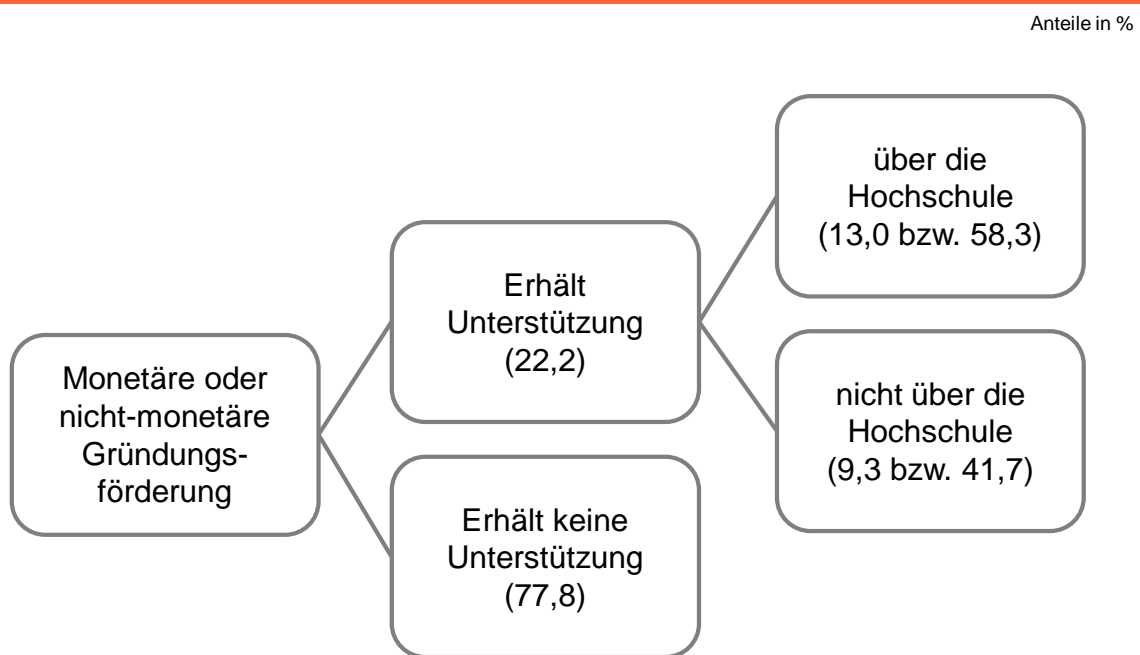 Anteile in %
Monetäre oder
nicht-monetäre
Gründungs-
förderung
Erhält
Unterstützung
(22,2)
Erhält keine
Unterstützung
(77,8)
über die
Hochschule
(13,0 bzw. 58,3)
nicht über die
Hochschule
(9,3 bzw. 41,7)